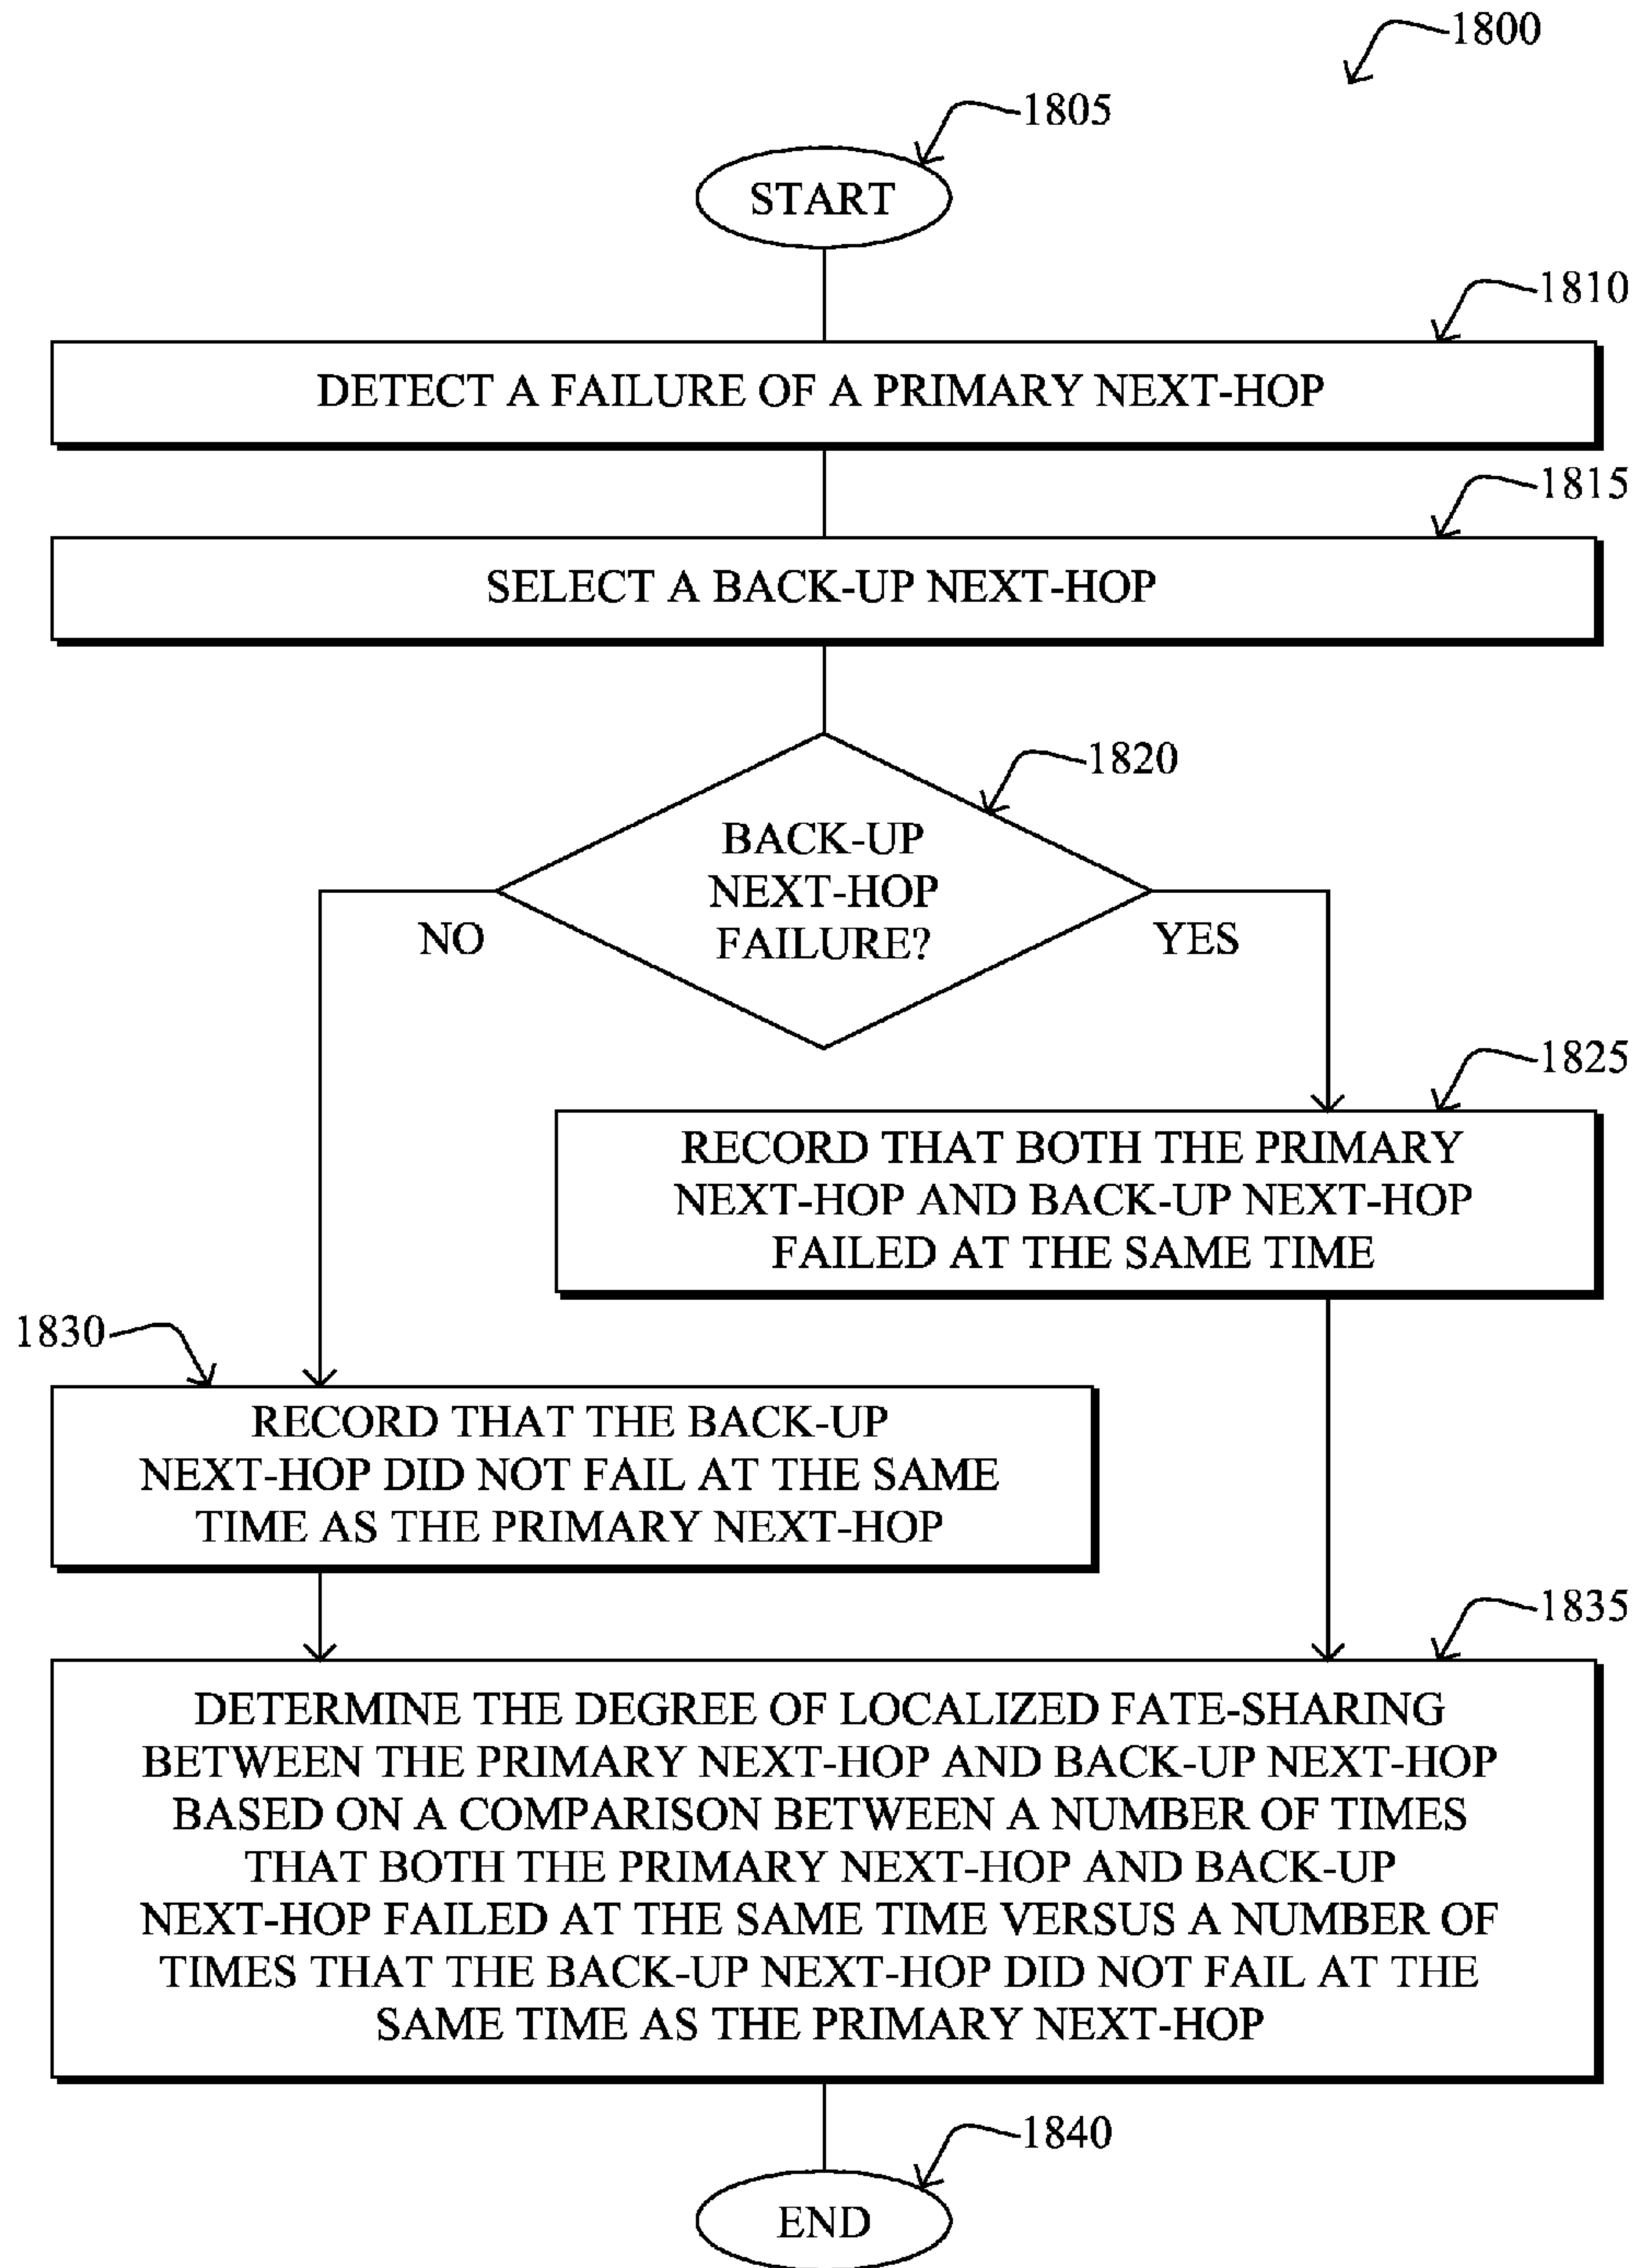 1800
1805
START
1810
DETECT A FAILURE OF A PRIMARY NEXT-HOP
1815
SELECT A BACK-UP NEXT-HOP
1820
BACK-UP
NEXT-HOP
FAILURE?
NO
YES
1825
RECORD THAT BOTH THE PRIMARY
NEXT-HOP AND BACK-UP NEXT-HOP
FAILED AT THE SAME TIME
1830
RECORD THAT THE BACK-UP
NEXT-HOP DID NOT FAIL AT THE SAME
TIME AS THE PRIMARY NEXT-HOP
1835
DETERMINE THE DEGREE OF LOCALIZED FATE-SHARING
BETWEEN THE PRIMARY NEXT-HOP AND BACK-UP NEXT-HOP
BASED ON A COMPARISON BETWEEN A NUMBER OF TIMES
THAT BOTH THE PRIMARY NEXT-HOP AND BACK-UP
NEXT-HOP FAILED AT THE SAME TIME VERSUS A NUMBER OF
TIMES THAT THE BACK-UP NEXT-HOP DID NOT FAIL AT THE
SAME TIME AS THE PRIMARY NEXT-HOP
1840
END